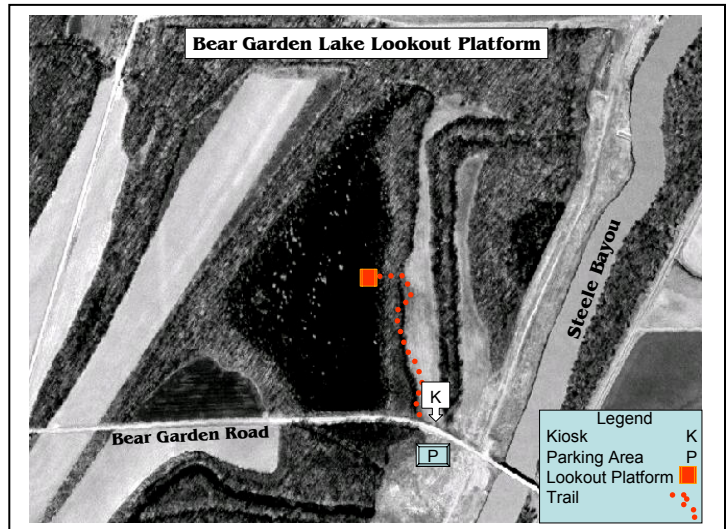 Bear Garden Lake Lookout Platform
Steele Bayou
K
Bear Garden Road
P
Legend
Kiosk K
Parking Area P
Lookout Platform
Trail